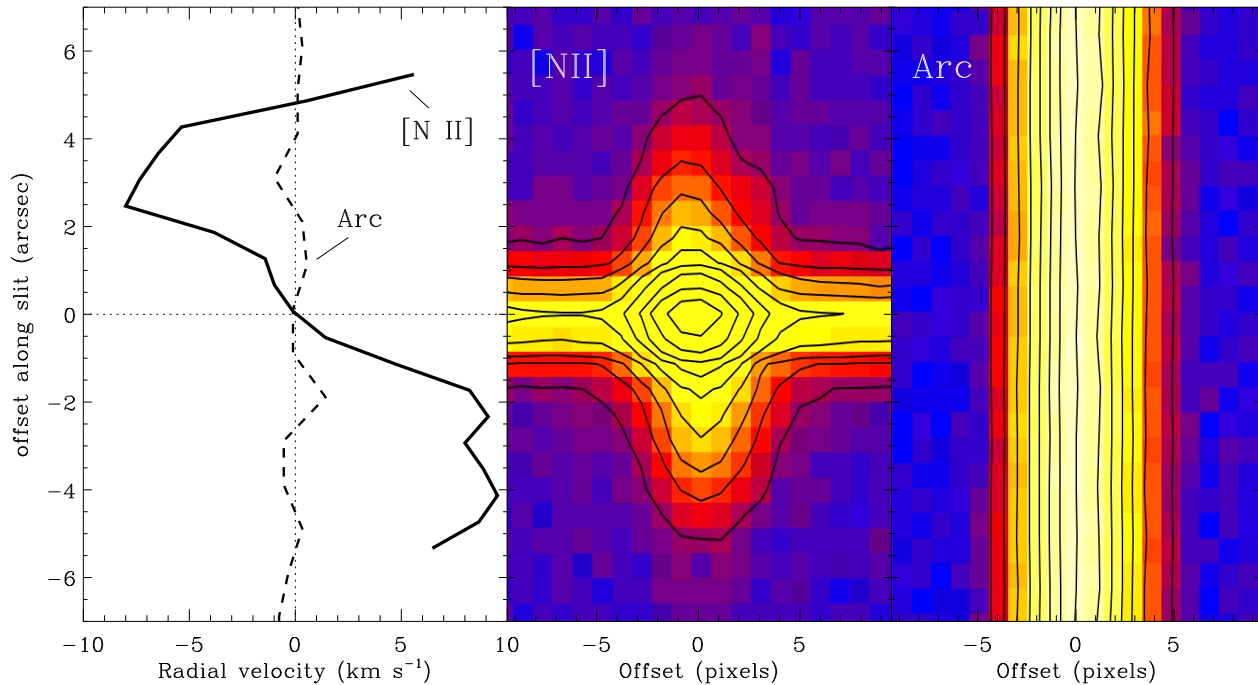 6
4
2
0
−2
−4
−6
offset along slit (arcsec)
[N II]
Arc
−10
−5
0
5
10
Radial velocity (km s⁻¹)
[NII]
−5
0
5
Offset (pixels)
Arc
−5
0
5
Offset (pixels)